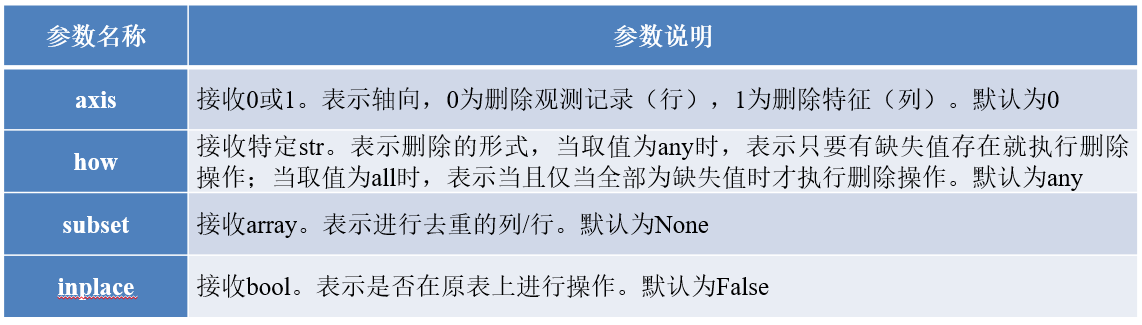 参数名称 参数说明
axis 接收0或1。表示轴向，0为删除观测记录（行），1为删除特征（列）。默认为0
how 接收特定str。表示删除的形式，当取值为any时，表示只要有缺失值存在就执行删除
操作；当取值为all时，表示当且仅当全部为缺失值时才执行删除操作。默认为any
subset 接收array。表示进行去重的列/行。默认为None
inplace 接收bool。表示是否在原表上进行操作。默认为False